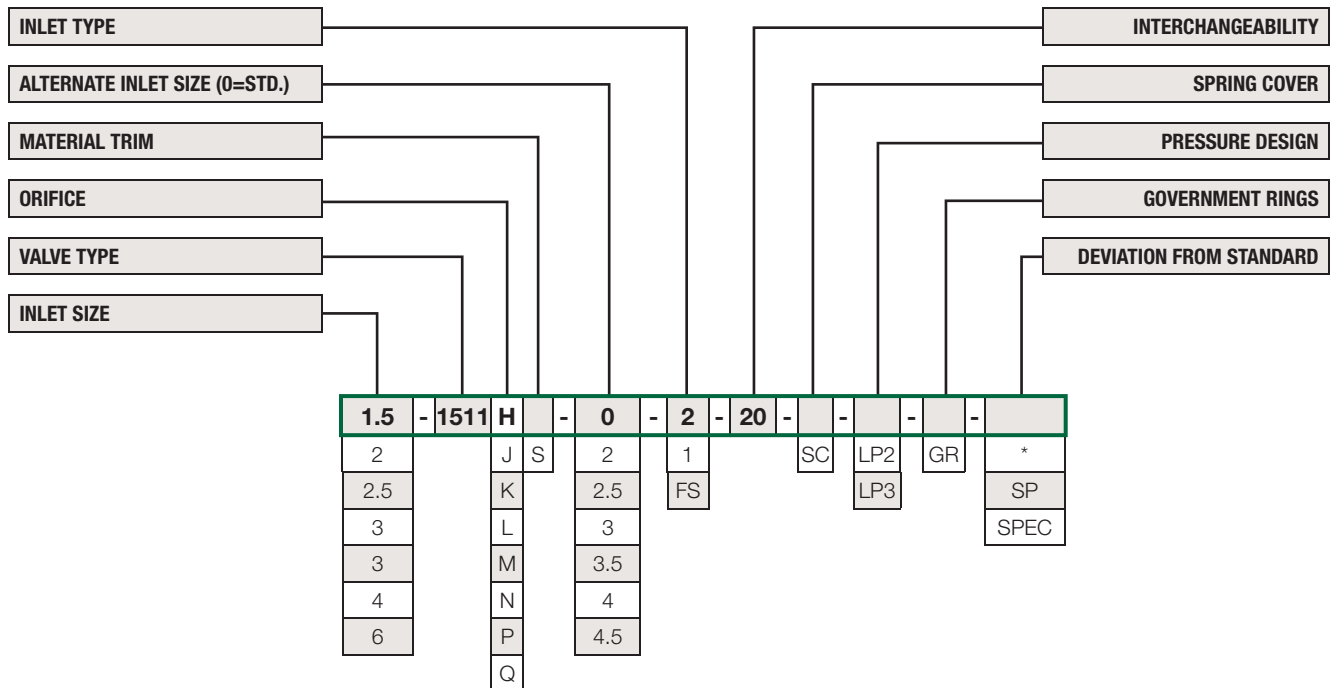 INLET TYPE
INTERCHANGEABILITY
ALTERNATE INLET SIZE (0=STD.)
SPRING COVER
MATERIAL TRIM
PRESSURE DESIGN
ORIFICE
GOVERNMENT RINGS
VALVE TYPE
DEVIATION FROM STANDARD
INLET SIZE
1.5 - 1511 H - 0 - 2 - 20 - - - -
2 J S 2 1 SC LP2 GR *
2.5 K 2.5 FS LP3 SP
3 L 3 SPEC
3 M 3.5
4 N 4
6 P 4.5
Q